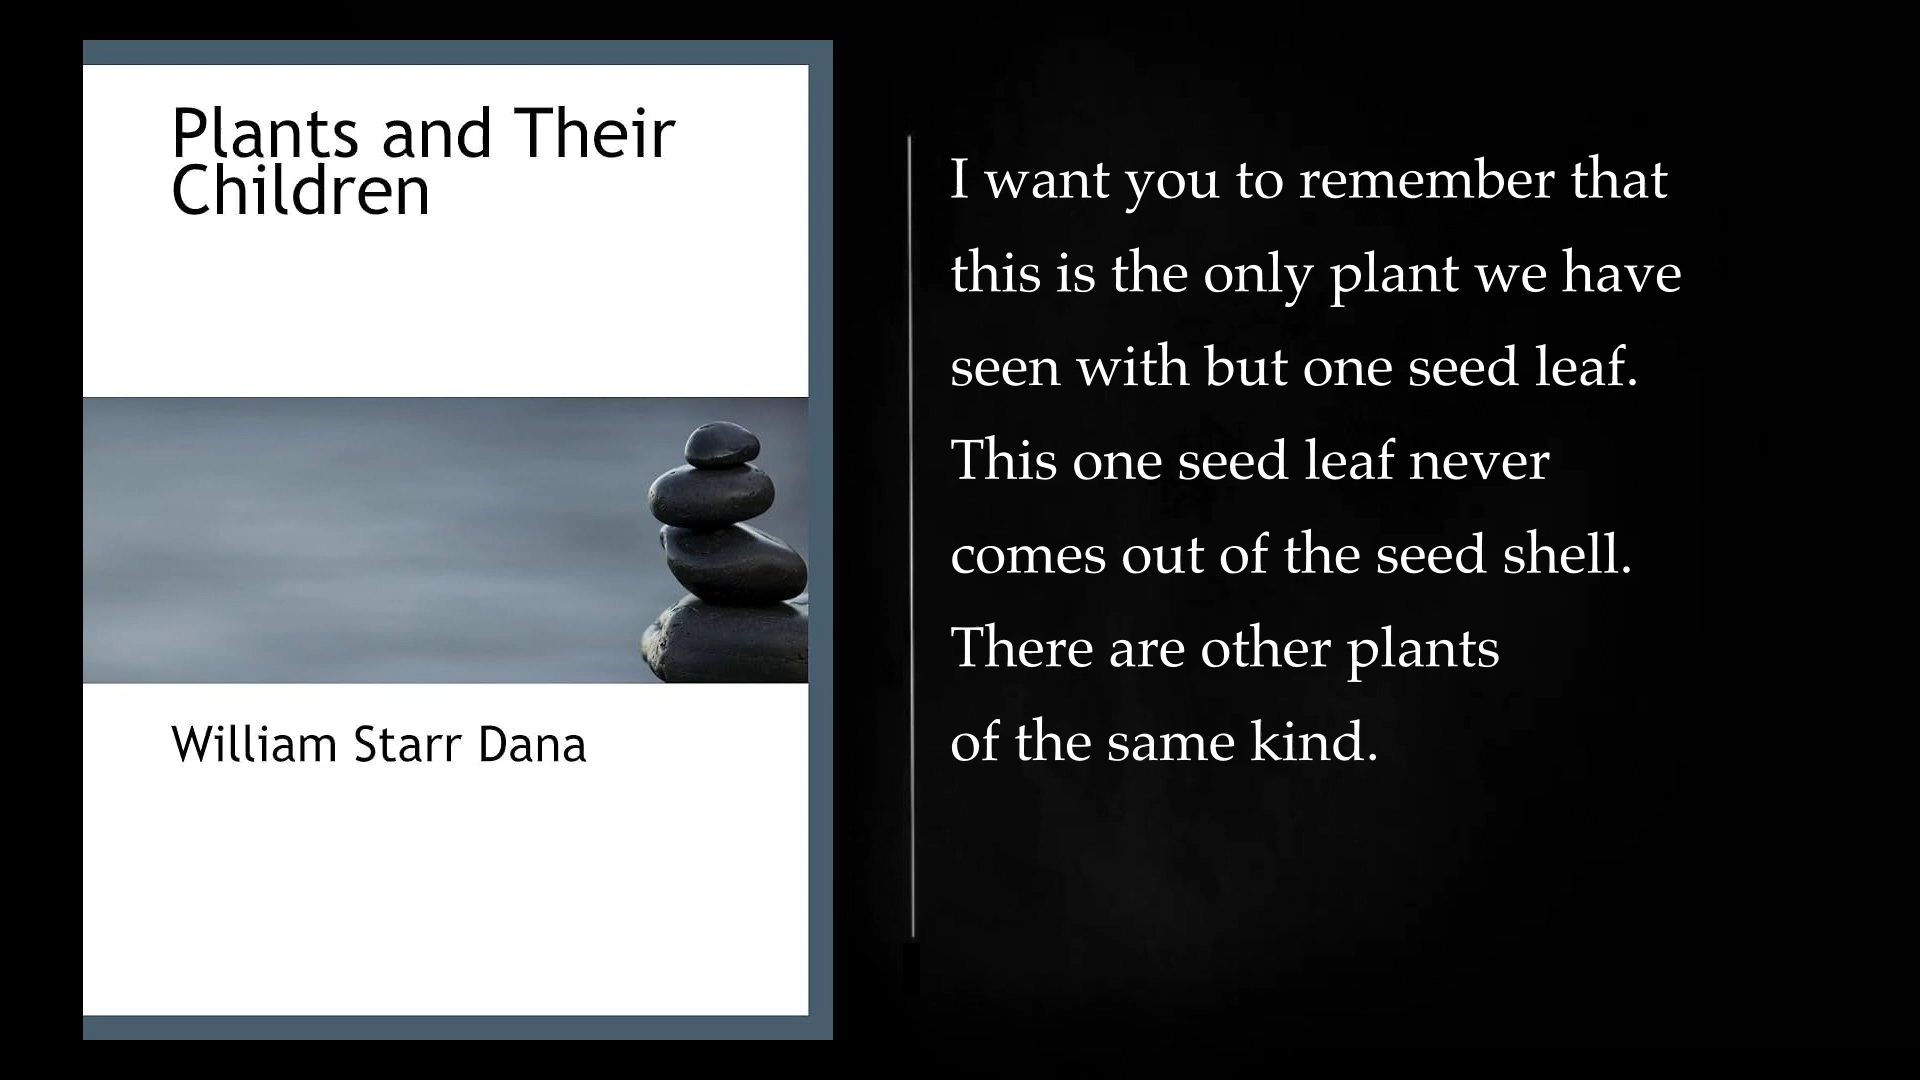 Plants and Their
Children
William Starr Dana
I want you to remember that
this is the only plant we have
seen with but one seed leaf.
This one seed leaf never
comes out of the seed shell.
There are other plants
of the same kind.